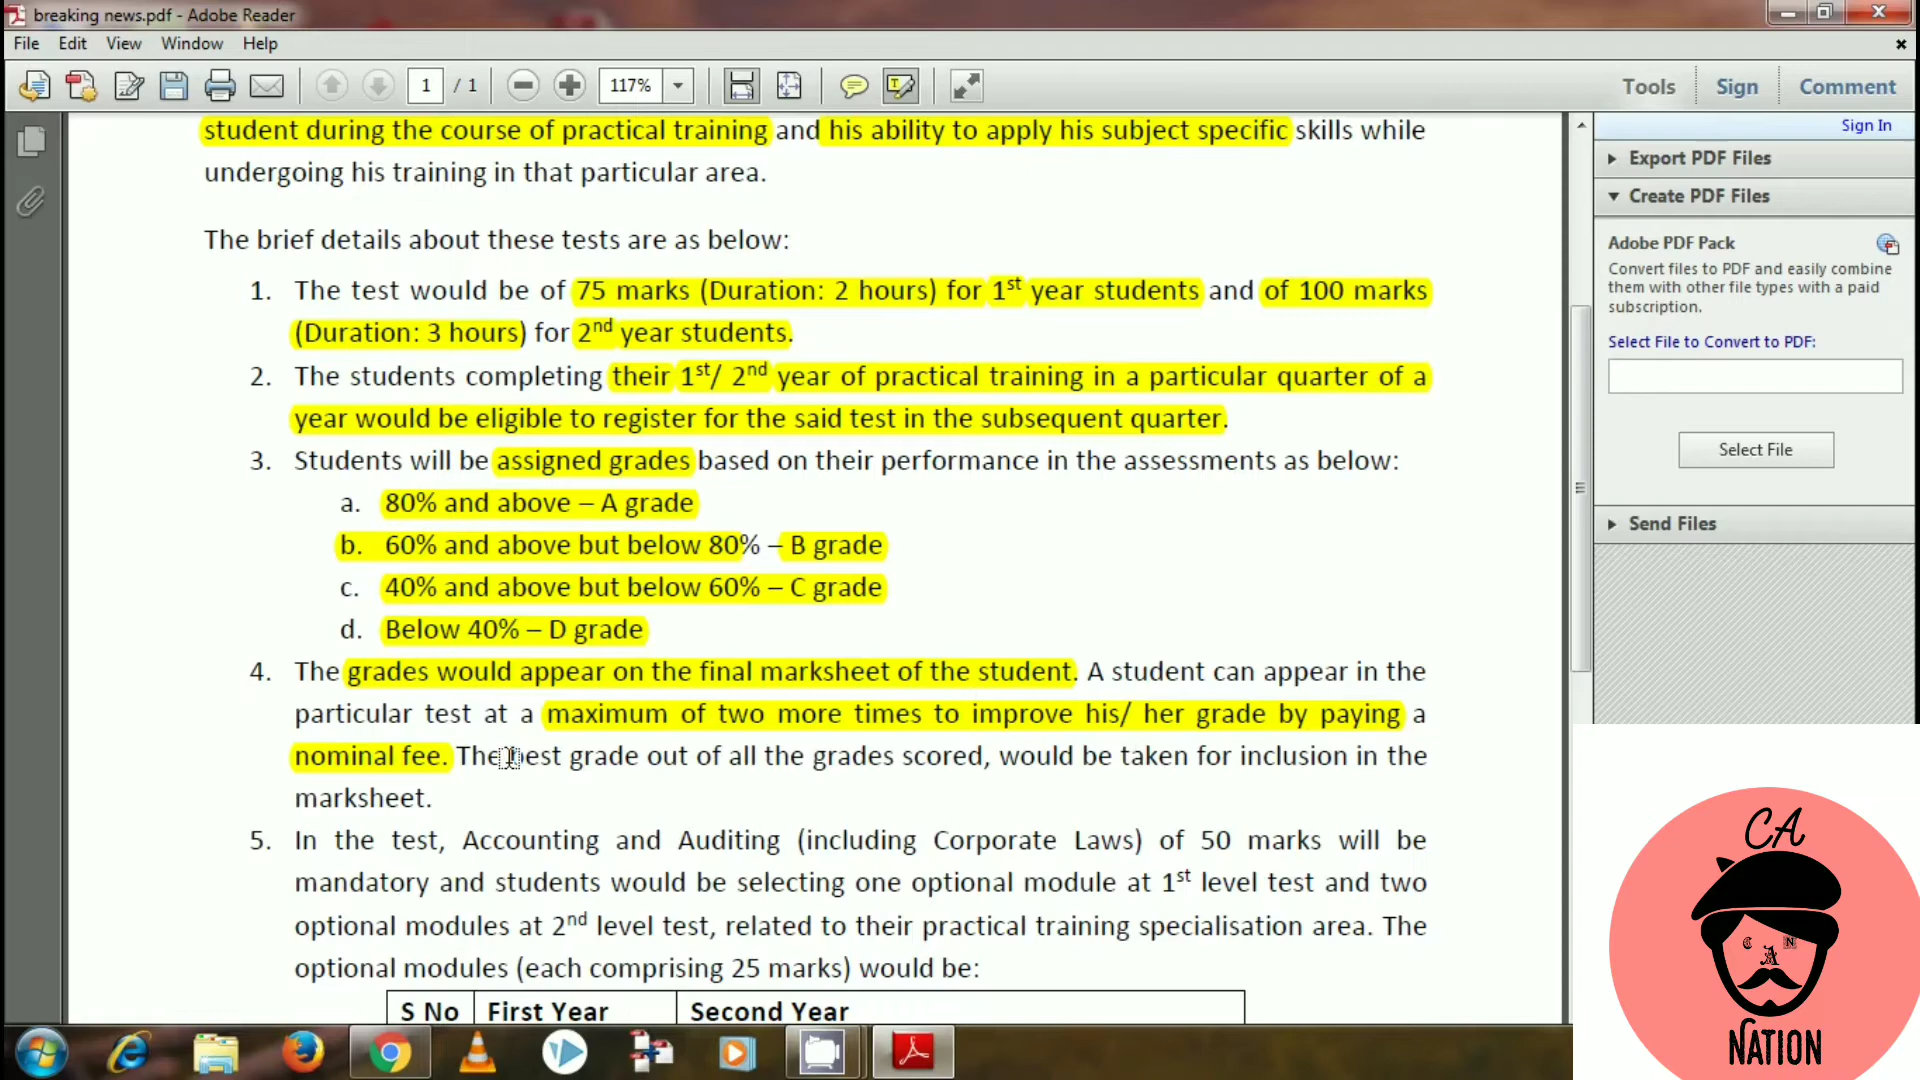 breaking news.pdf - Adobe Reader
File Edit View Window Help
1 / 1 117% Tools Sign Comment
student during the course of practical training and his ability to apply his subject specific skills while
undergoing his training in that particular area.
The brief details about these tests are as below:
1. The test would be of 75 marks (Duration: 2 hours) for 1st year students and of 100 marks
(Duration: 3 hours) for 2nd year students.
2. The students completing their 1st/ 2nd year of practical training in a particular quarter of a
year would be eligible to register for the said test in the subsequent quarter.
3. Students will be assigned grades based on their performance in the assessments as below:
a. 80% and above – A grade
b. 60% and above but below 80% – B grade
c. 40% and above but below 60% – C grade
d. Below 40% – D grade
4. The grades would appear on the final marksheet of the student. A student can appear in the
particular test at a maximum of two more times to improve his/ her grade by paying a
nominal fee. The best grade out of all the grades scored, would be taken for inclusion in the
marksheet.
5. In the test, Accounting and Auditing (including Corporate Laws) of 50 marks will be
mandatory and students would be selecting one optional module at 1st level test and two
optional modules at 2nd level test, related to their practical training specialisation area. The
optional modules (each comprising 25 marks) would be:
S No First Year Second Year
Sign In
Export PDF Files
Create PDF Files
Adobe PDF Pack
Convert files to PDF and easily combine
them with other file types with a paid
subscription.
Select File to Convert to PDF:
Select File
Send Files
CA
C A N
NATION